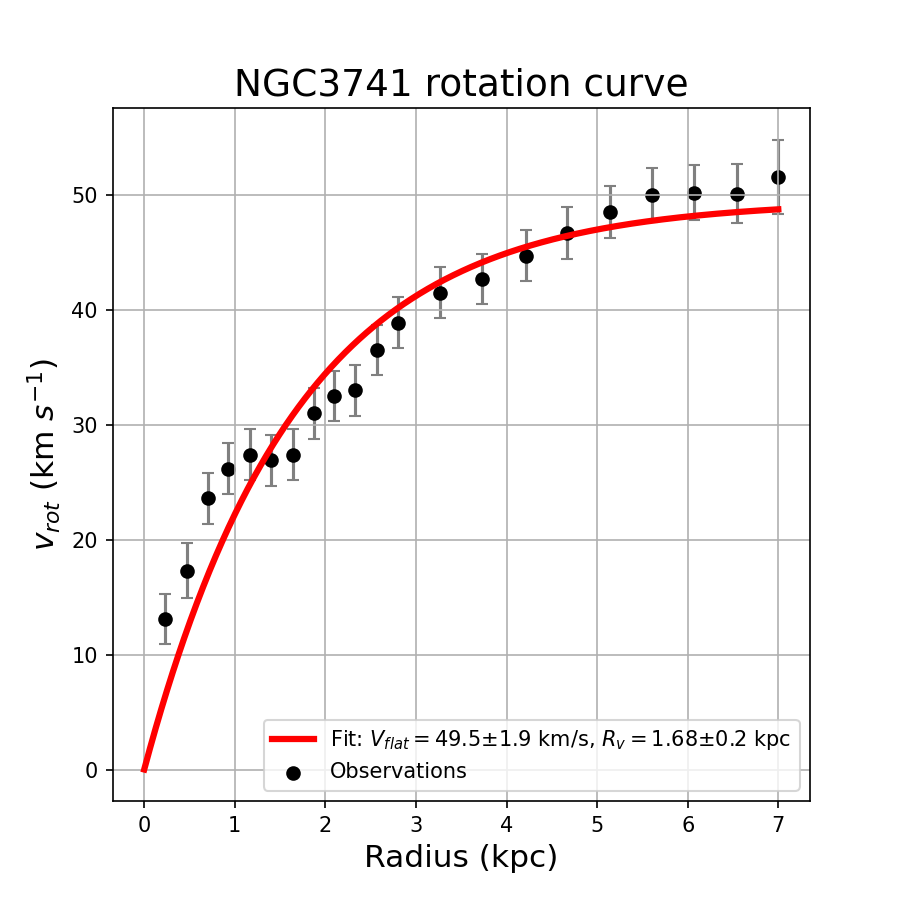 NGC3741 rotation curve
50
40
30
20
10
0
v_rot (km s⁻¹)
Fit: V_flat = 49.5±1.9 km/s, R_v = 1.68±0.2 kpc
Observations
0 1 2 3 4 5 6 7
Radius (kpc)